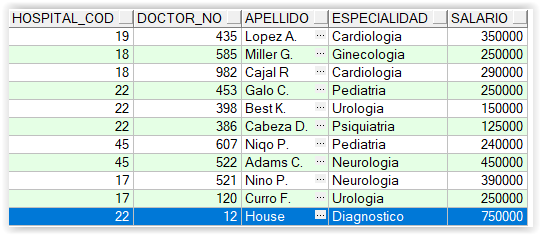 HOSPITAL_COD DOCTOR_NO APELLIDO ESPECIALIDAD SALARIO
19 435 Lopez A. ... Cardiologia 350000
18 585 Miller G. ... Ginecologia 250000
18 982 Cajal R ... Cardiologia 290000
22 453 Galo C. ... Pediatria 250000
22 398 Best K. ... Urologia 150000
22 386 Cabeza D. ... Psiquiatria 125000
45 607 Niqo P. ... Pediatria 240000
45 522 Adams C. ... Neurologia 450000
17 521 Nino P. ... Neurologia 390000
17 120 Curro F. ... Urologia 250000
22 12 House ... Diagnostico 750000